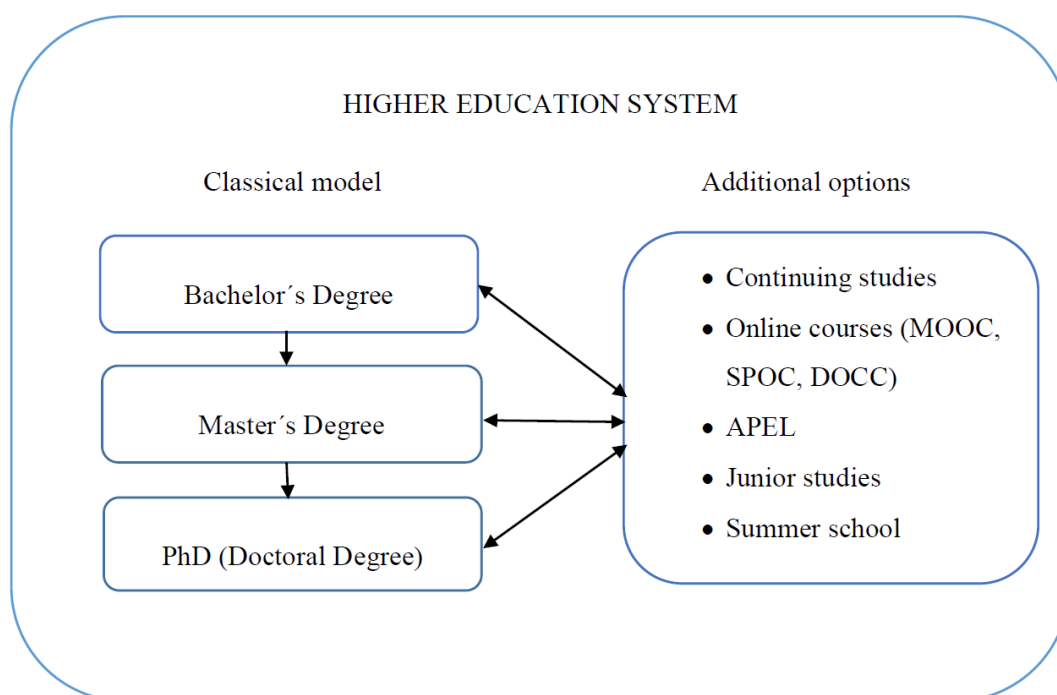 HIGHER EDUCATION SYSTEM
Classical model
Additional options
Bachelor´s Degree
Master´s Degree
PhD (Doctoral Degree)
• Continuing studies
• Online courses (MOOC,
SPOC, DOCC)
• APEL
• Junior studies
• Summer school